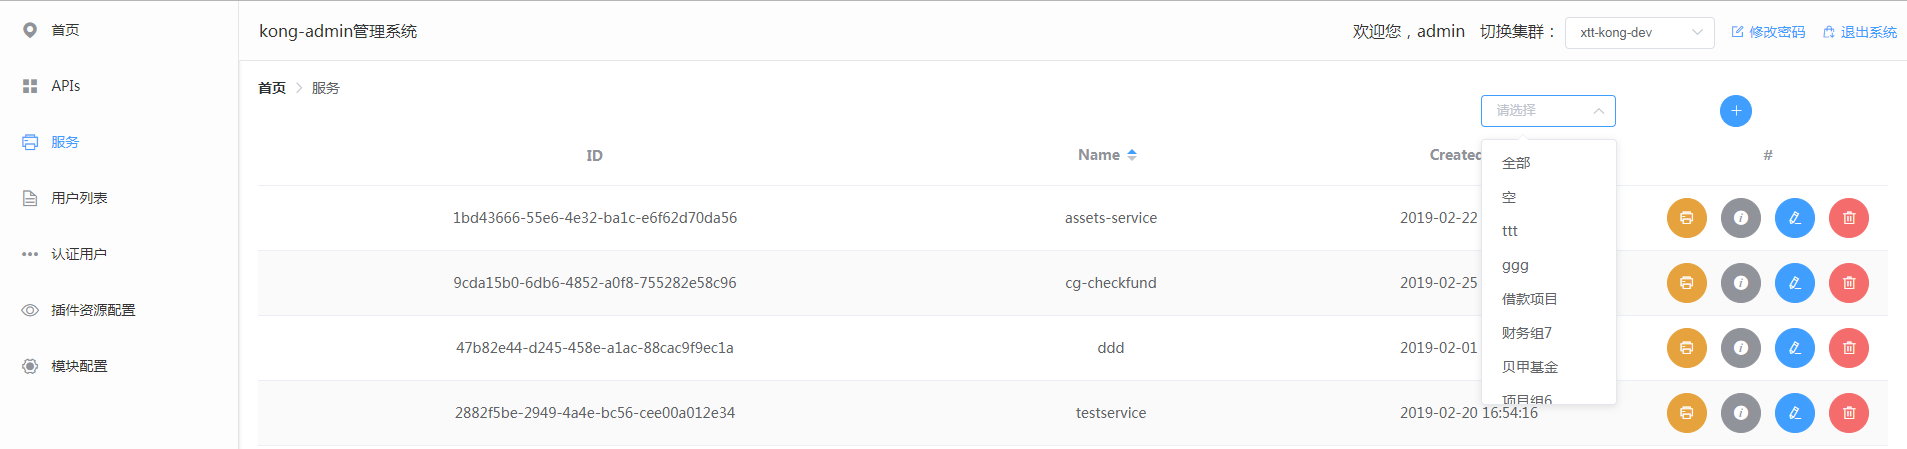 首页
APIs
服务
用户列表
认证用户
插件资源配置
模块配置
kong-admin管理系统
欢迎您，admin 切换集群： xtt-kong-dev 修改密码 退出系统
首页 > 服务
请选择
全部
空
ttt
ggg
借款项目
财务组7
贝甲基金
项目组6
ID Name Created #
1bd43666-55e6-4e32-ba1c-e6f62d70da56 assets-service 2019-02-22
9cda15b0-6db6-4852-a0f8-755282e58c96 cg-checkfund 2019-02-25
47b82e44-d245-458e-a1ac-88cac9f9ec1a ddd 2019-02-01
2882f5be-2949-4a4e-bc56-cee00a012e34 testservice 2019-02-20 16:54:16